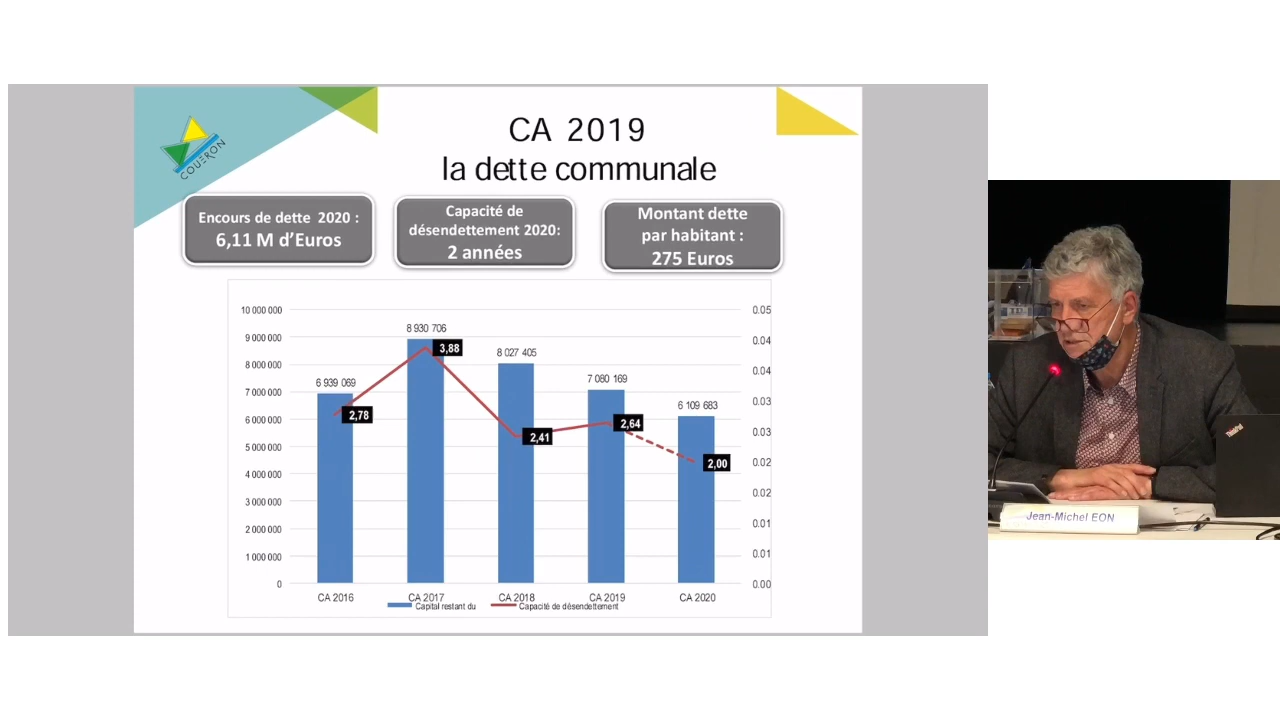 COUËRON
CA 2019
la dette communale
Encours de dette 2020 :
6,11 M d'Euros
Capacité de
désendettement 2020:
2 années
Montant dette
par habitant :
275 Euros
10 000 000
9 000 000
8 000 000
7 000 000
6 000 000
5 000 000
4 000 000
3 000 000
2 000 000
1 000 000
0
6 939 069
8 930 706
8 027 405
7 080 169
6 109 683
2,78
3,88
2,41
2,64
2,00
0.05
0.04
0.04
0.03
0.03
0.02
0.02
0.01
0.01
0.00
CA 2016
CA 2017
CA 2018
CA 2019
CA 2020
Capital restant du
Capacité de désendettement
ThinkPad
Jean-Michel EON